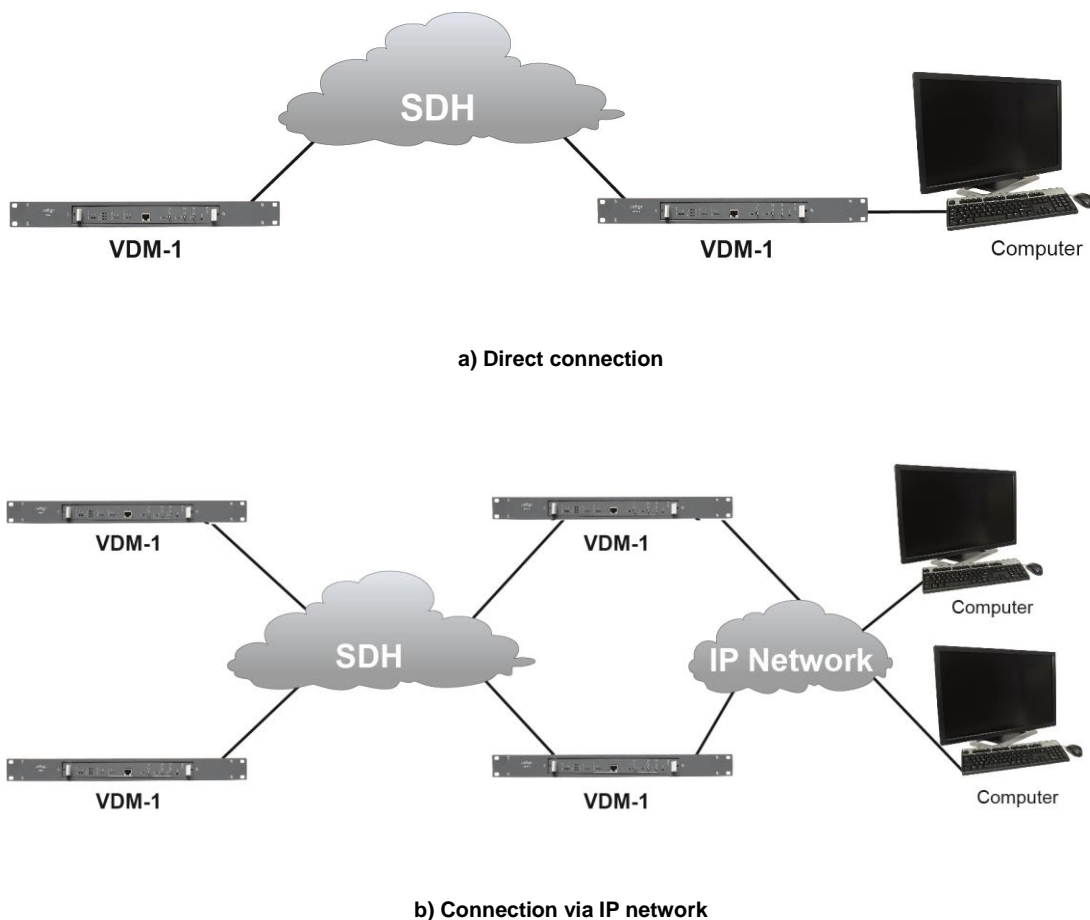 SDH
VDM-1
VDM-1
Computer
a) Direct connection
VDM-1
VDM-1
Computer
SDH
IP Network
VDM-1
VDM-1
Computer
b) Connection via IP network